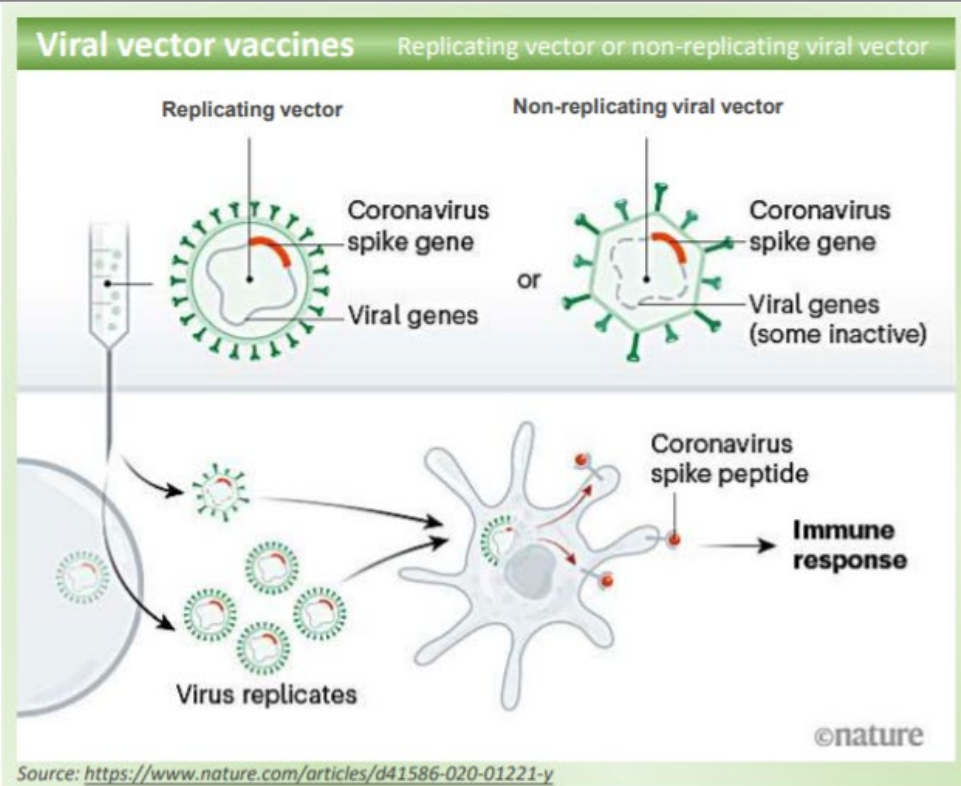 Viral vector vaccines Replicating vector or non-replicating viral vector
Replicating vector
Non-replicating viral vector
Coronavirus
spike gene
Viral genes
or
Coronavirus
spike gene
Viral genes
(some inactive)
Coronavirus
spike peptide
Immune
response
Virus replicates
©nature
Source: https://www.nature.com/articles/d41586-020-01221-y